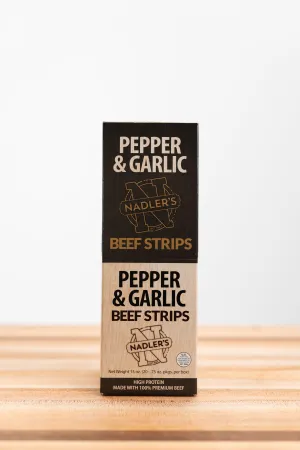 PEPPER
& GARLIC
NADLER'S
BEEF STRIPS
PEPPER
& GARLIC
BEEF STRIPS
NADLER'S
HIGH PROTEIN
MADE WITH 100% PREMIUM BEEF